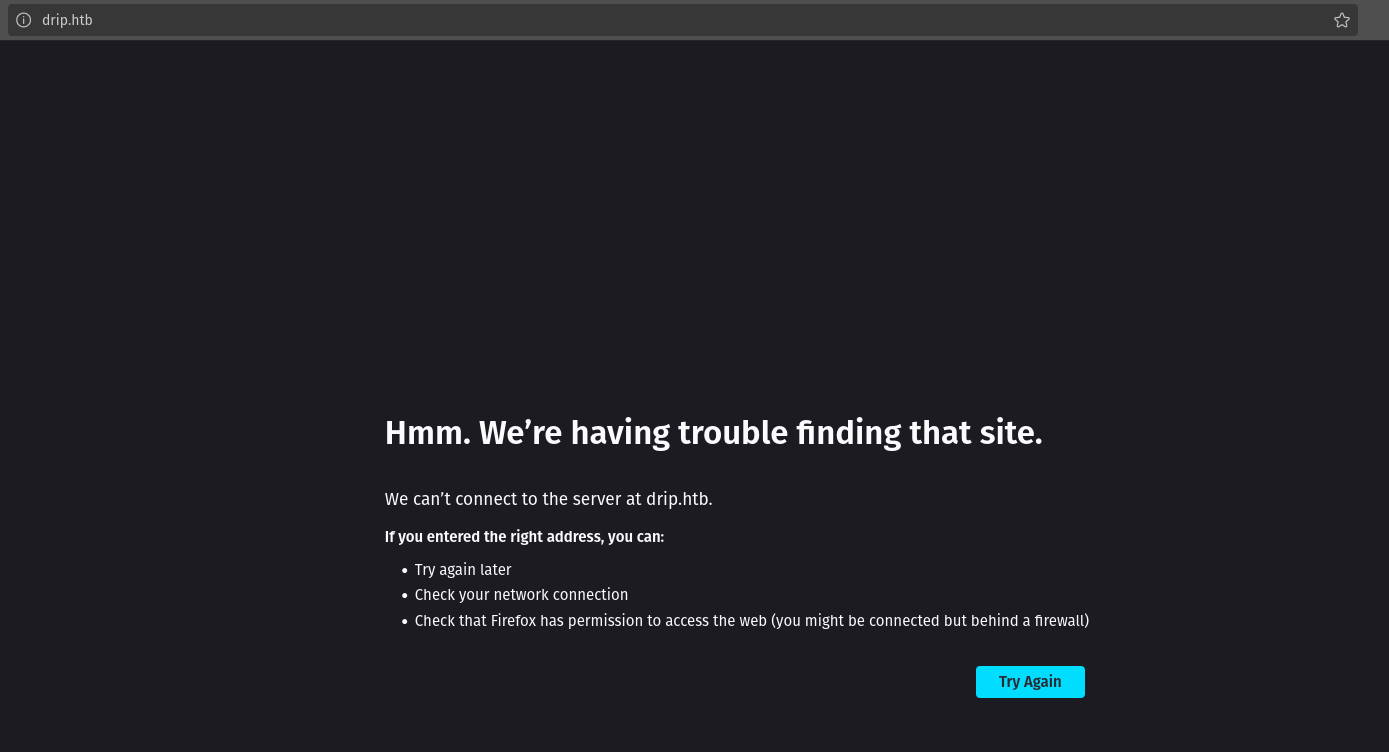 drip.htb
Hmm. We’re having trouble finding that site.
We can’t connect to the server at drip.htb.
If you entered the right address, you can:
• Try again later
• Check your network connection
• Check that Firefox has permission to access the web (you might be connected but behind a firewall)
Try Again